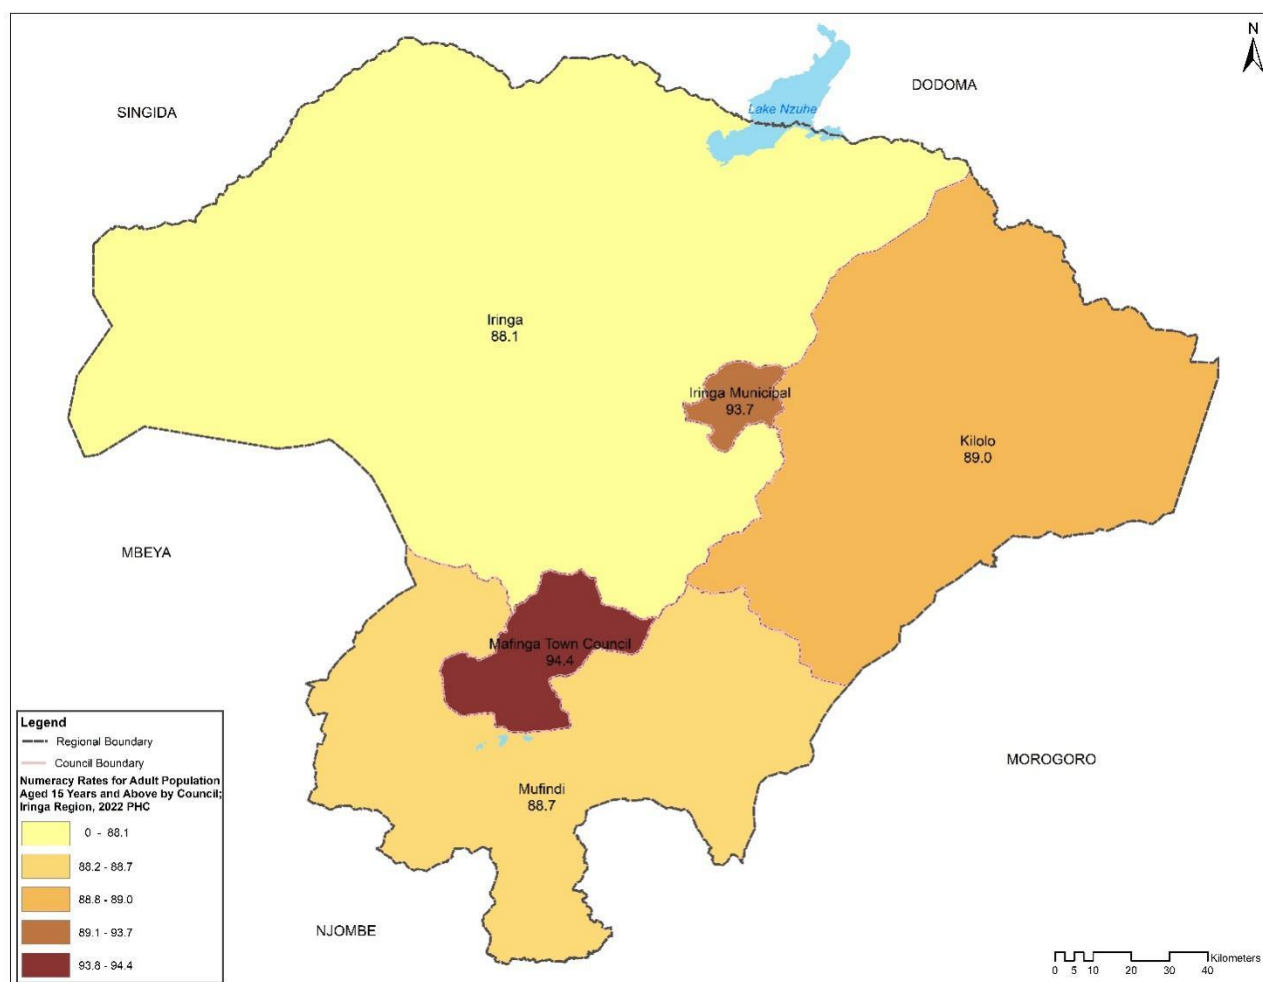 N
DODOMA
SINGIDA
Lake Nzuhe
Iringa
88.1
Iringa Municipal
93.7
Kilolo
89.0
MBEYA
Mafinga Town Council
94.4
MOROGORO
Mufindi
88.7
NJOMBE
Legend
Regional Boundary
Council Boundary
Numeracy Rates for Adult Population
Aged 15 Years and Above by Council;
Iringa Region, 2022 PHC
0 - 88.1
88.2 - 88.7
88.8 - 89.0
89.1 - 93.7
93.8 - 94.4
Kilometers
0 5 10 20 30 40